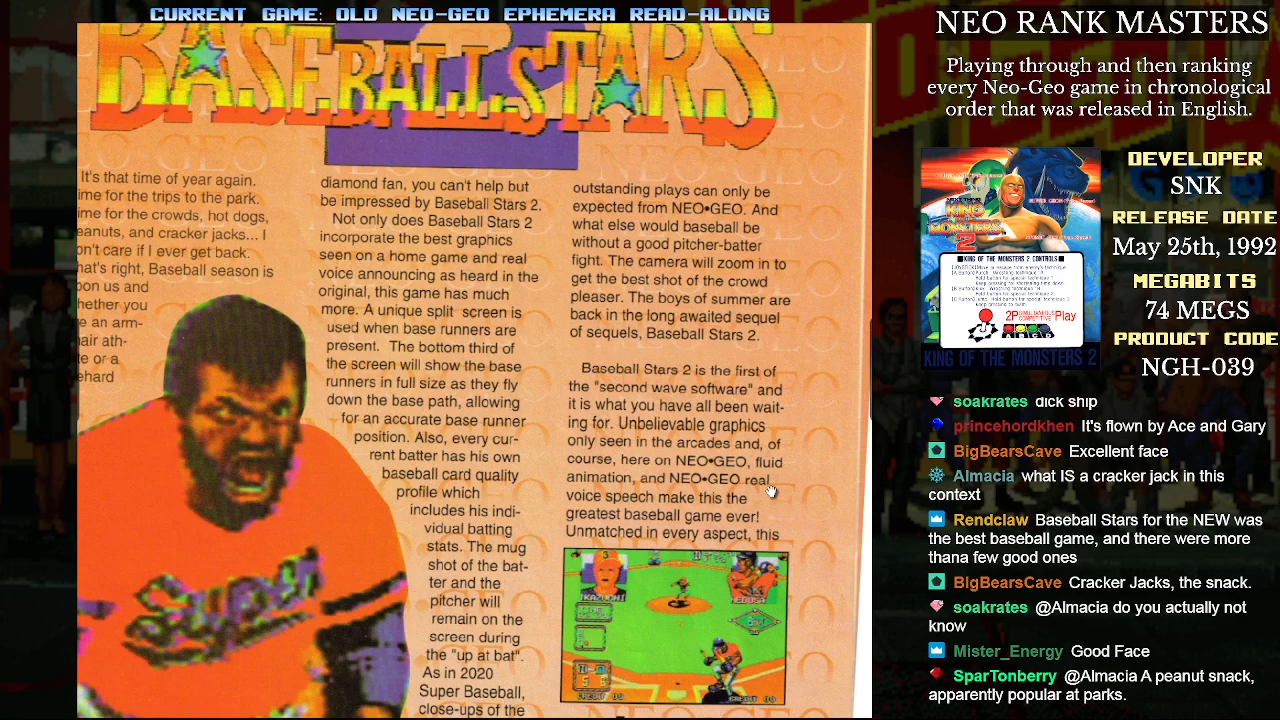 CURRENT GAME: OLD NEO-GEO EPHEMERA READ-ALONG
BASEBALL STARS
2
It's that time of year again.
ime for the trips to the park.
ime for the crowds, hot dogs,
eanuts, and cracker jacks... I
on't care if I ever get back.
hat's right, Baseball season is
pon us and
hether you
e an arm-
hair ath-
te or a
ehard
diamond fan, you can't help but
be impressed by Baseball Stars 2.
Not only does Baseball Stars 2
incorporate the best graphics
seen on a home game and real
voice announcing as heard in the
original, this game has much
more. A unique split screen is
used when base runners are
present. The bottom third of
the screen will show the base
runners in full size as they fly
down the base path, allowing
for an accurate base runner
position. Also, every cur-
rent batter has his own
baseball card quality
profile which
includes his indi-
vidual batting
stats. The mug
shot of the bat-
ter and the
pitcher will
remain on the
screen during
the "up at bat".
As in 2020
Super Baseball,
close-ups of the
outstanding plays can only be
expected from NEO•GEO. And
what else would baseball be
without a good pitcher-batter
fight. The camera will zoom in to
get the best shot of the crowd
pleaser. The boys of summer are
back in the long awaited sequel
of sequels, Baseball Stars 2.
Baseball Stars 2 is the first of
the "second wave software" and
it is what you have all been wait-
ing for. Unbelievable graphics
only seen in the arcades and, of
course, here on NEO•GEO, fluid
animation, and NEO•GEO real
voice speech make this the
greatest baseball game ever!
Unmatched in every aspect, this
NEO RANK MASTERS
Playing through and then ranking
every Neo-Geo game in chronological
order that was released in English.
KING OF THE MONSTERS 2
KING OF THE MONSTERS 2 CONTROLS
2P SIMULTANEOUS COMPETITIVE Play
A B C D
KING OF THE MONSTERS 2
DEVELOPER
SNK
RELEASE DATE
May 25th, 1992
MEGABITS
74 MEGS
PRODUCT CODE
NGH-039
soakrates dick ship
princehordkhen It's flown by Ace and Gary
BigBearsCave Excellent face
Almacia what IS a cracker jack in this
context
Rendclaw Baseball Stars for the NEW was
the best baseball game, and there were more
thana few good ones
BigBearsCave Cracker Jacks, the snack.
soakrates @Almacia do you actually not
know
Mister_Energy Good Face
SparTonberry @Almacia A peanut snack,
apparently popular at parks.